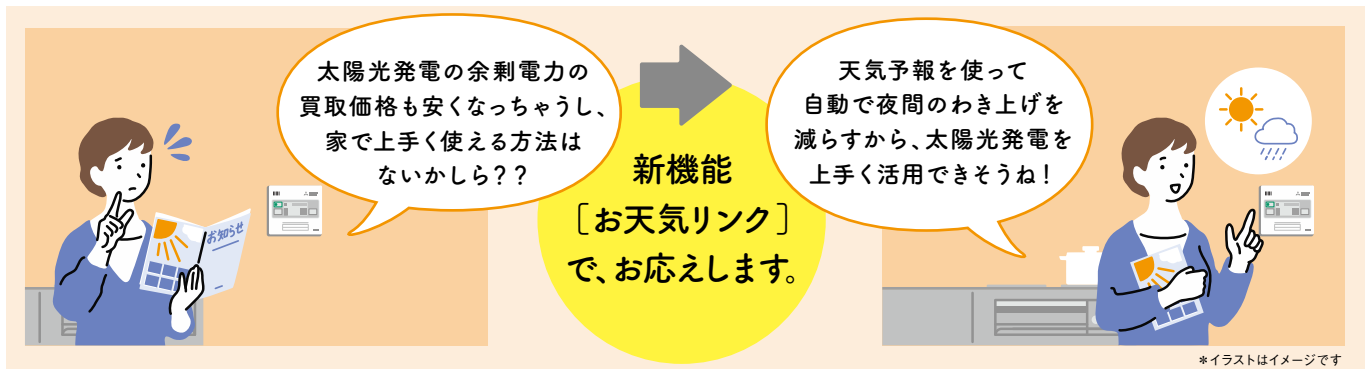 太陽光発電の余剰電力の
買取価格も安くなっちゃうし、
家で上手く使える方法は
ないかしら??
お知らせ
新機能
[お天気リンク]
で、お応えします。
天気予報を使って
自動で夜間のわき上げを
減らすから、太陽光発電を
上手く活用できそうね!
*イラストはイメージです